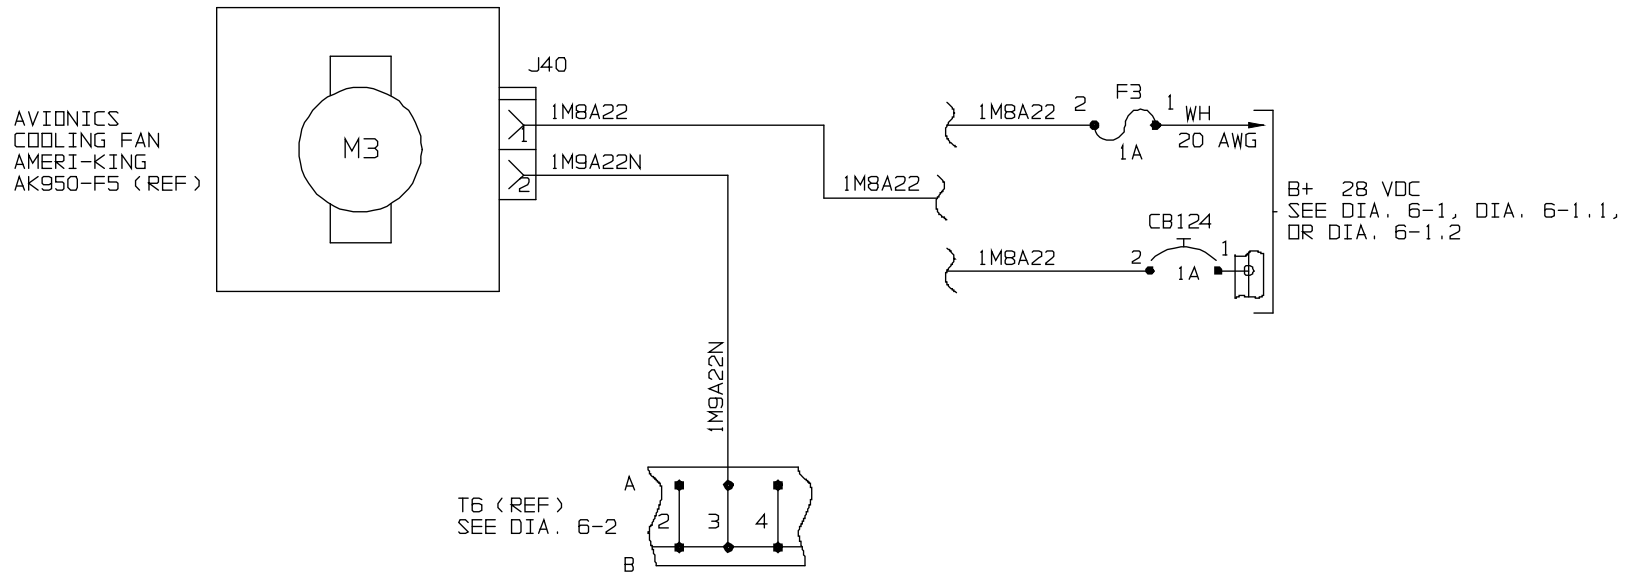 AVIONICS
COOLING FAN
AMERI-KING
AK950-F5 (REF)
M3
J40
1
2
1M8A22
1M9A22N
1M8A22
1M9A22N
1M8A22
2
F3
1
1A
WH
20 AWG
1M8A22
2
CB124
1
1A
B+ 28 VDC
SEE DIA. 6-1, DIA. 6-1.1,
OR DIA. 6-1.2
T6 (REF)
SEE DIA. 6-2
A
B
2
3
4